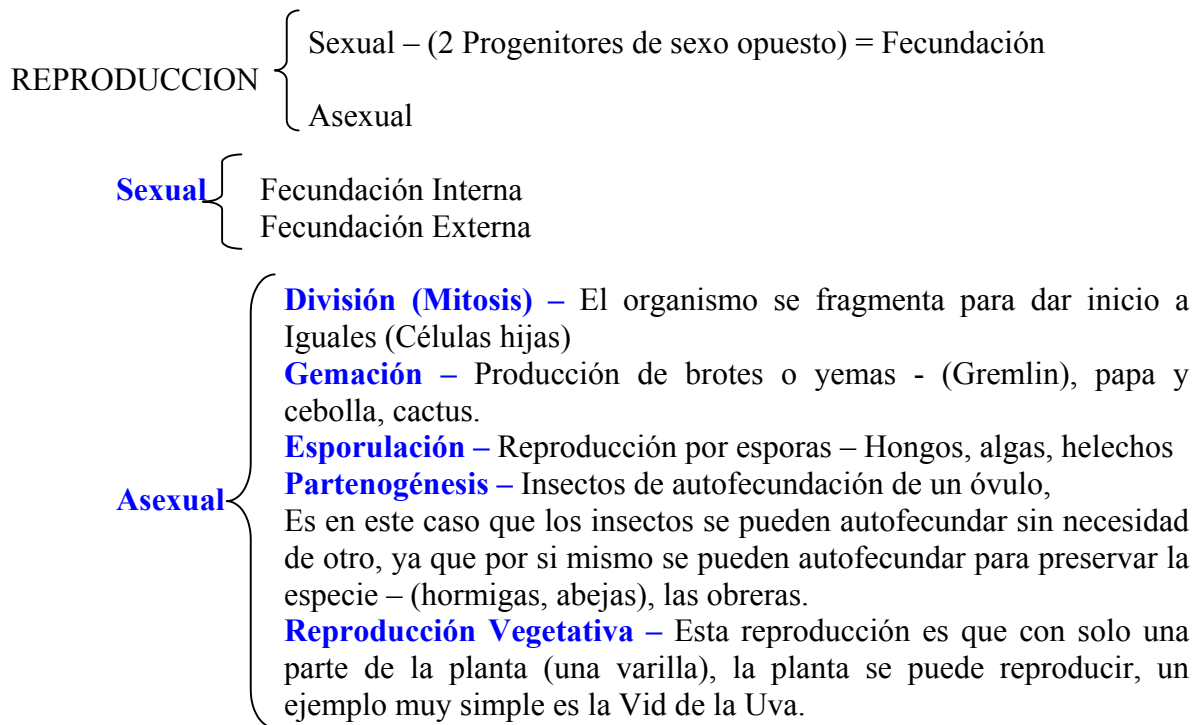 Sexual – (2 Progenitores de sexo opuesto) = Fecundación
REPRODUCCION
Asexual
Sexual
Fecundación Interna
Fecundación Externa
División (Mitosis) – El organismo se fragmenta para dar inicio a
Iguales (Células hijas)
Gemación – Producción de brotes o yemas - (Gremlin), papa y
cebolla, cactus.
Esporulación – Reproducción por esporas – Hongos, algas, helechos
Partenogénesis – Insectos de autofecundación de un óvulo,
Asexual
Es en este caso que los insectos se pueden autofecundar sin necesidad
de otro, ya que por si mismo se pueden autofecundar para preservar la
especie – (hormigas, abejas), las obreras.
Reproducción Vegetativa – Esta reproducción es que con solo una
parte de la planta (una varilla), la planta se puede reproducir, un
ejemplo muy simple es la Vid de la Uva.